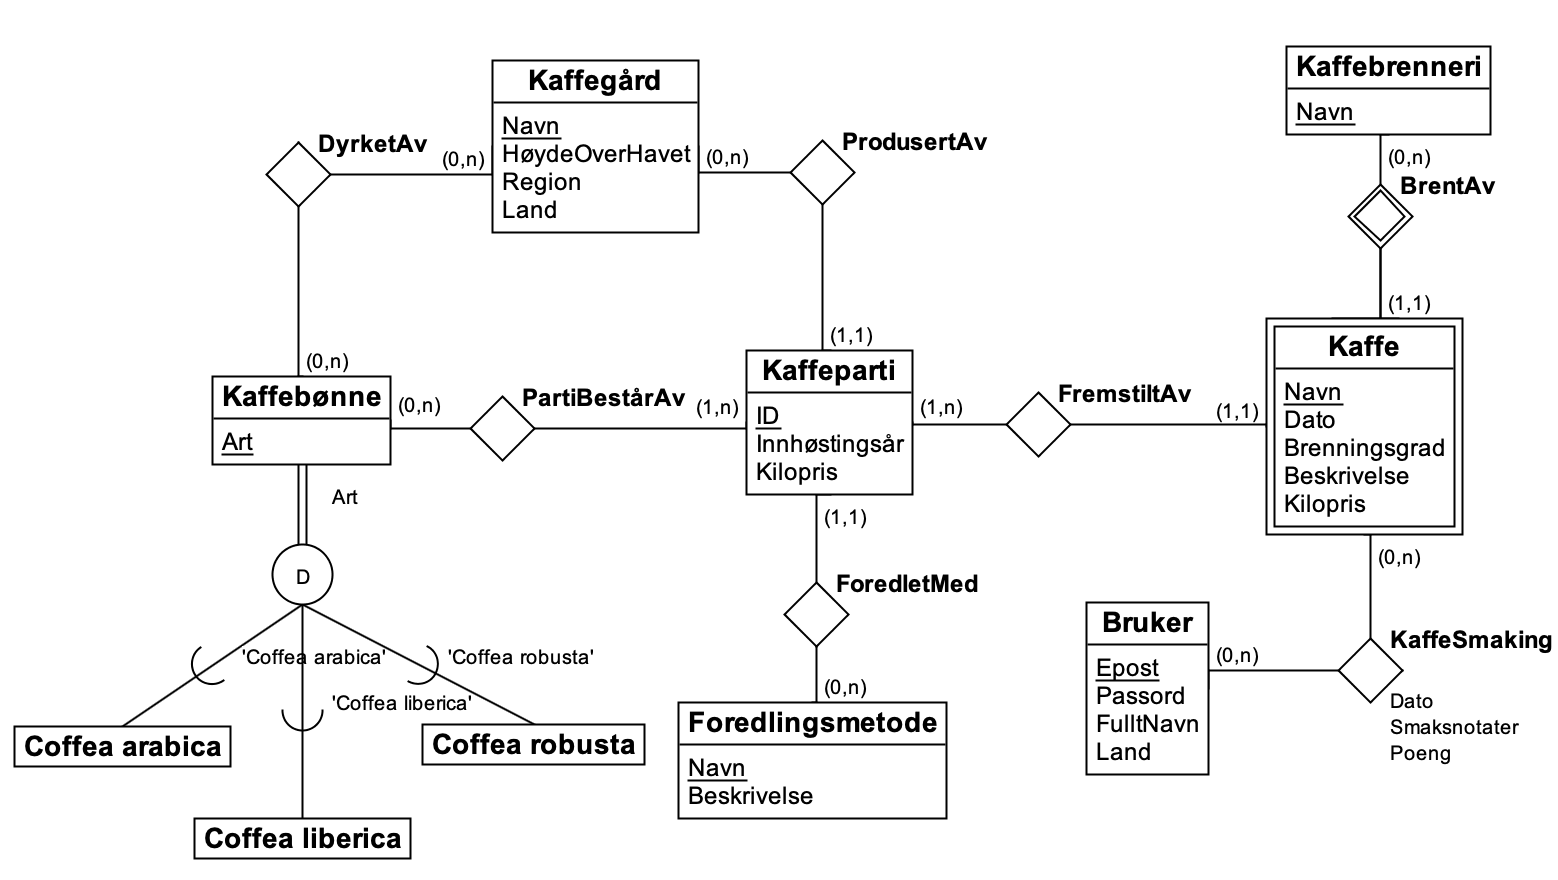 Kaffegård
Navn
HøydeOverHavet
Region
Land
Kaffebrenneri
Navn
DyrketAv
(0,n)
(0,n)
ProdusertAv
(0,n)
BrentAv
(1,1)
(0,n)
(1,1)
Kaffebønne
Art
(0,n)
PartiBestårAv
(1,n)
Kaffeparti
ID
Innhøstingsår
Kilopris
(1,n)
FremstiltAv
(1,1)
Kaffe
Navn
Dato
Brenningsgrad
Beskrivelse
Kilopris
Art
D
'Coffea arabica'
'Coffea robusta'
'Coffea liberica'
Coffea arabica
Coffea robusta
Coffea liberica
(1,1)
ForedletMed
(0,n)
Foredlingsmetode
Navn
Beskrivelse
(0,n)
Bruker
Epost
Passord
FulltNavn
Land
(0,n)
KaffeSmaking
Dato
Smaksnotater
Poeng